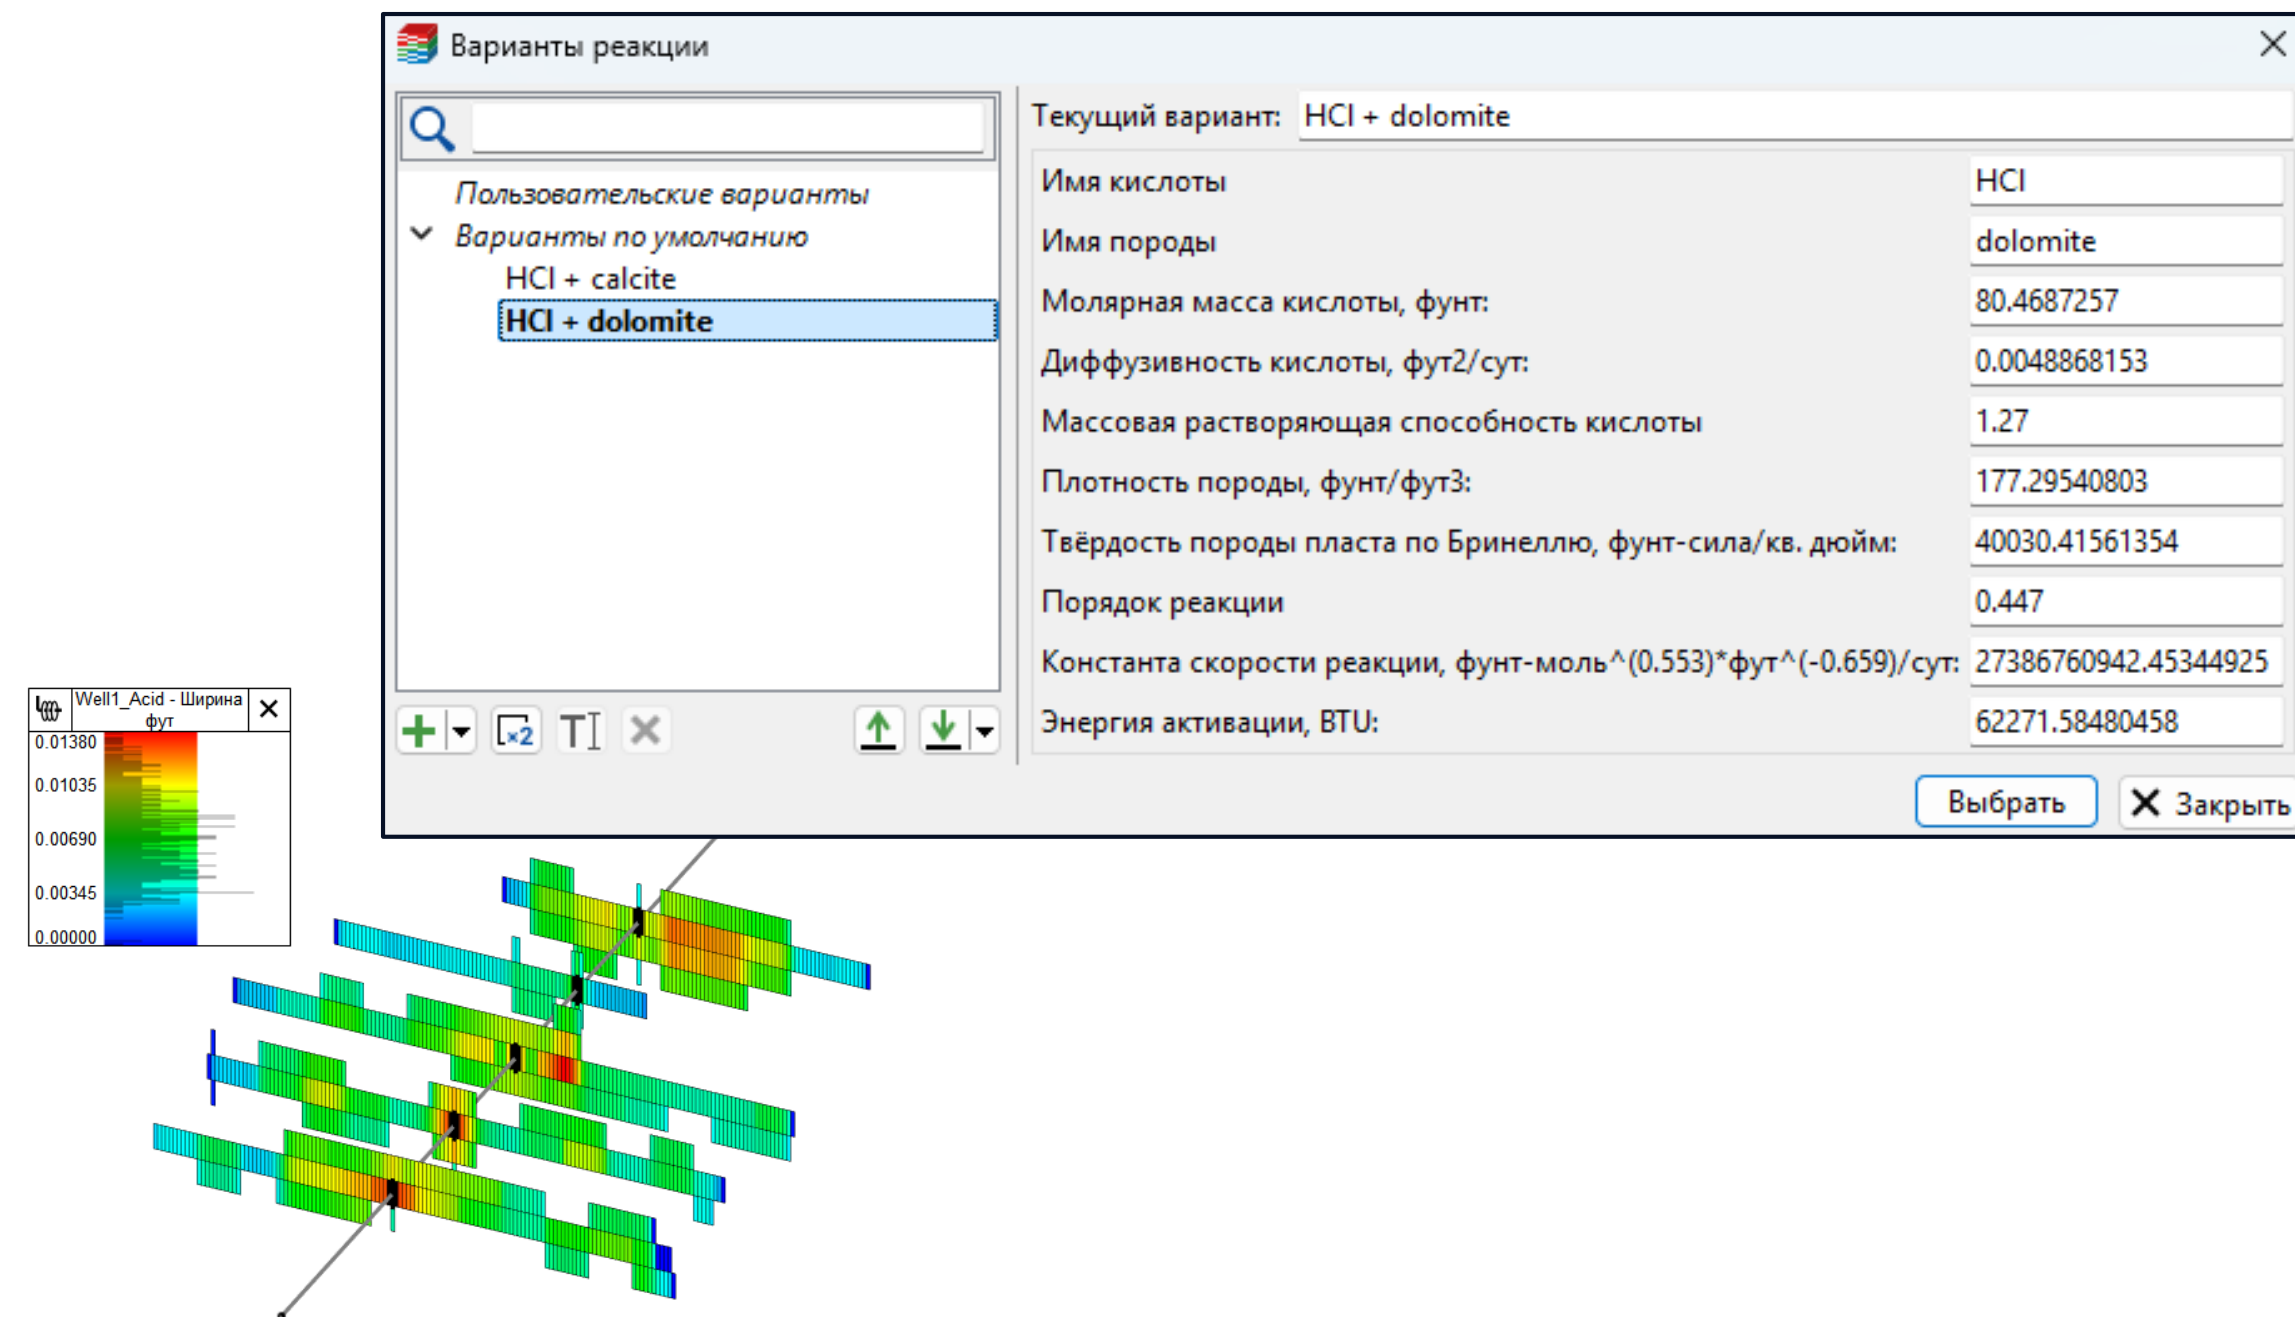 Варианты реакции
Текущий вариант: HCl + dolomite
Пользовательские варианты
Варианты по умолчанию
HCl + calcite
HCl + dolomite
Имя кислоты HCl
Имя породы dolomite
Молярная масса кислоты, фунт: 80.4687257
Диффузивность кислоты, фут2/сут: 0.0048868153
Массовая растворяющая способность кислоты 1.27
Плотность породы, фунт/фут3: 177.29540803
Твёрдость породы пласта по Бринеллю, фунт-сила/кв. дюйм: 40030.41561354
Порядок реакции 0.447
Константа скорости реакции, фунт-моль^(0.553)*фут^(-0.659)/сут: 27386760942.45344925
Энергия активации, BTU: 62271.58480458
×2
TI
Выбрать
Закрыть
Well1_Acid - Ширина
фут
0.01380
0.01035
0.00690
0.00345
0.00000